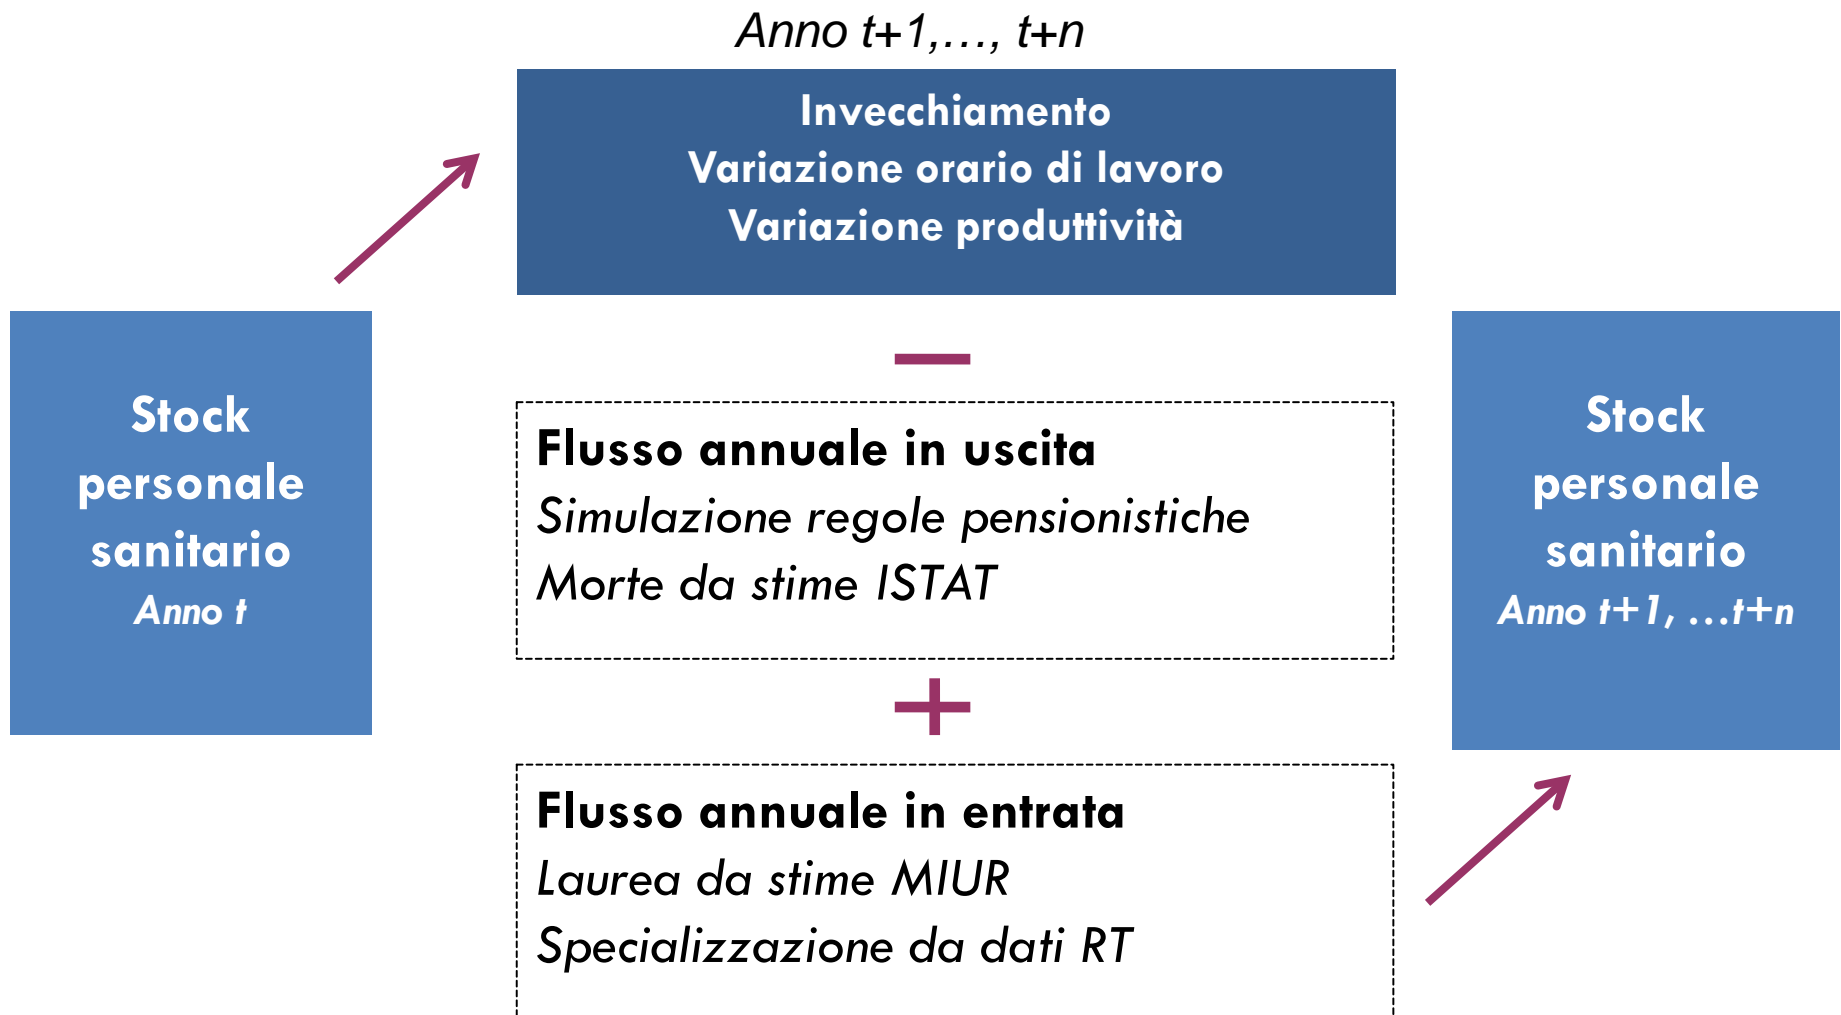 Anno t+1,…, t+n
Invecchiamento
Variazione orario di lavoro
Variazione produttività
Stock
personale
sanitario
Anno t
—
Flusso annuale in uscita
Simulazione regole pensionistiche
Morte da stime ISTAT
+
Flusso annuale in entrata
Laurea da stime MIUR
Specializzazione da dati RT
Stock
personale
sanitario
Anno t+1, …t+n